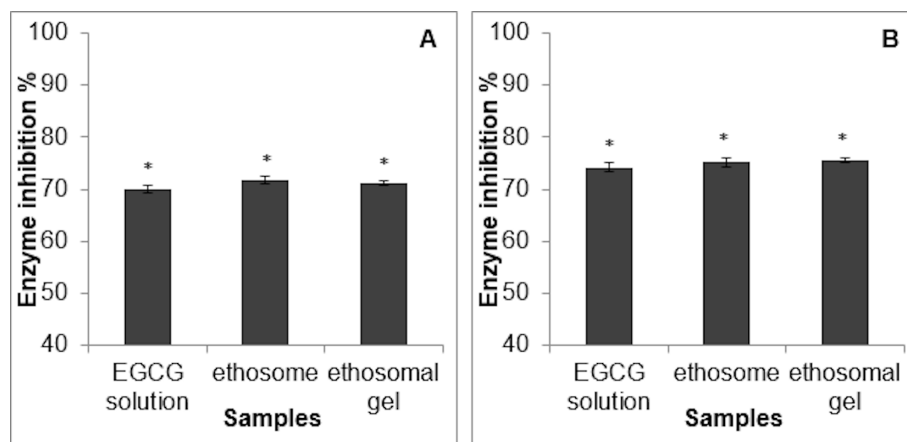 A
Enzyme inhibition %
100
90
80
70
60
50
40
*
*
*
EGCG solution
ethosome
ethosomal gel
Samples
B
Enzyme inhibition %
100
90
80
70
60
50
40
*
*
*
EGCG solution
ethosome
ethosomal gel
Samples